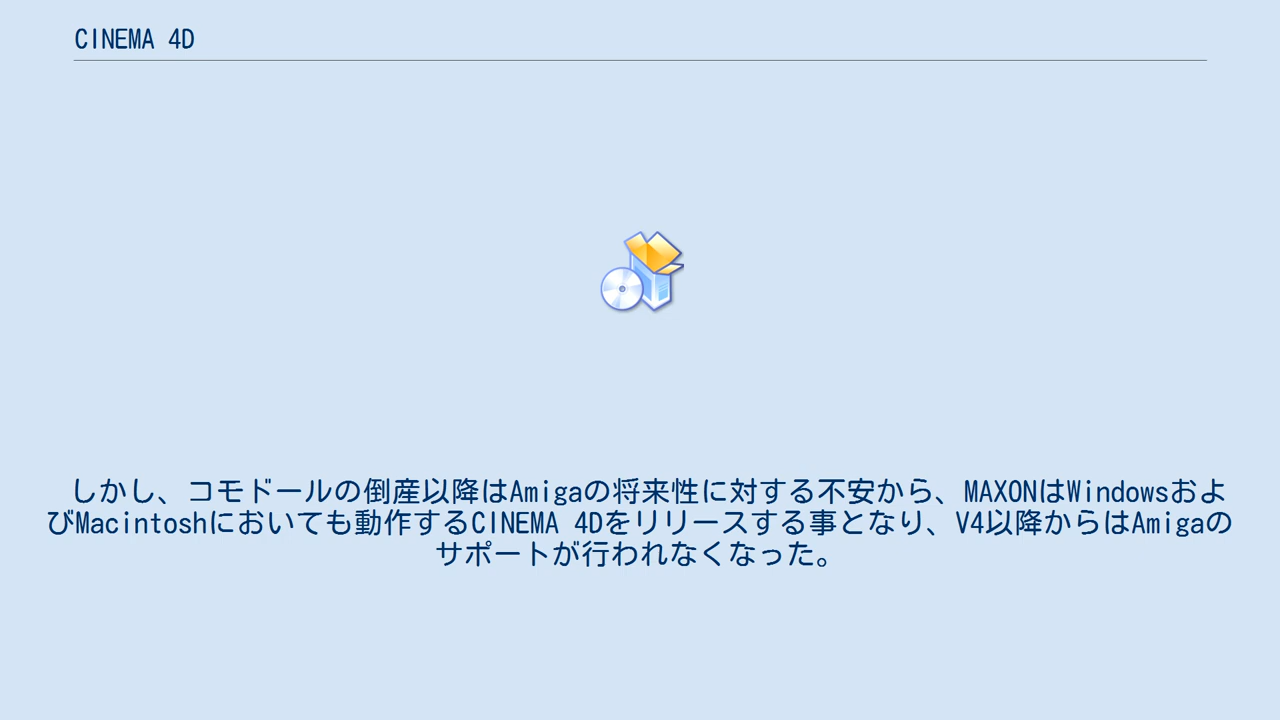 CINEMA 4D
しかし、コモドールの倒産以降はAmigaの将来性に対する不安から、MAXONはWindowsおよ
びMacintoshにおいても動作するCINEMA 4Dをリリースする事となり、V4以降からはAmigaの
サポートが行われなくなった。